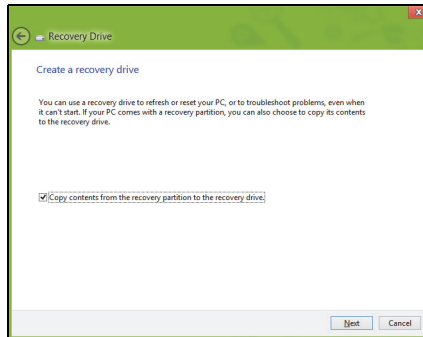 Recovery Drive
Create a recovery drive
You can use a recovery drive to refresh or reset your PC, or to troubleshoot problems, even when
it can't start. If your PC comes with a recovery partition, you can also choose to copy its contents
to the recovery drive.
Copy contents from the recovery partition to the recovery drive.
Next Cancel